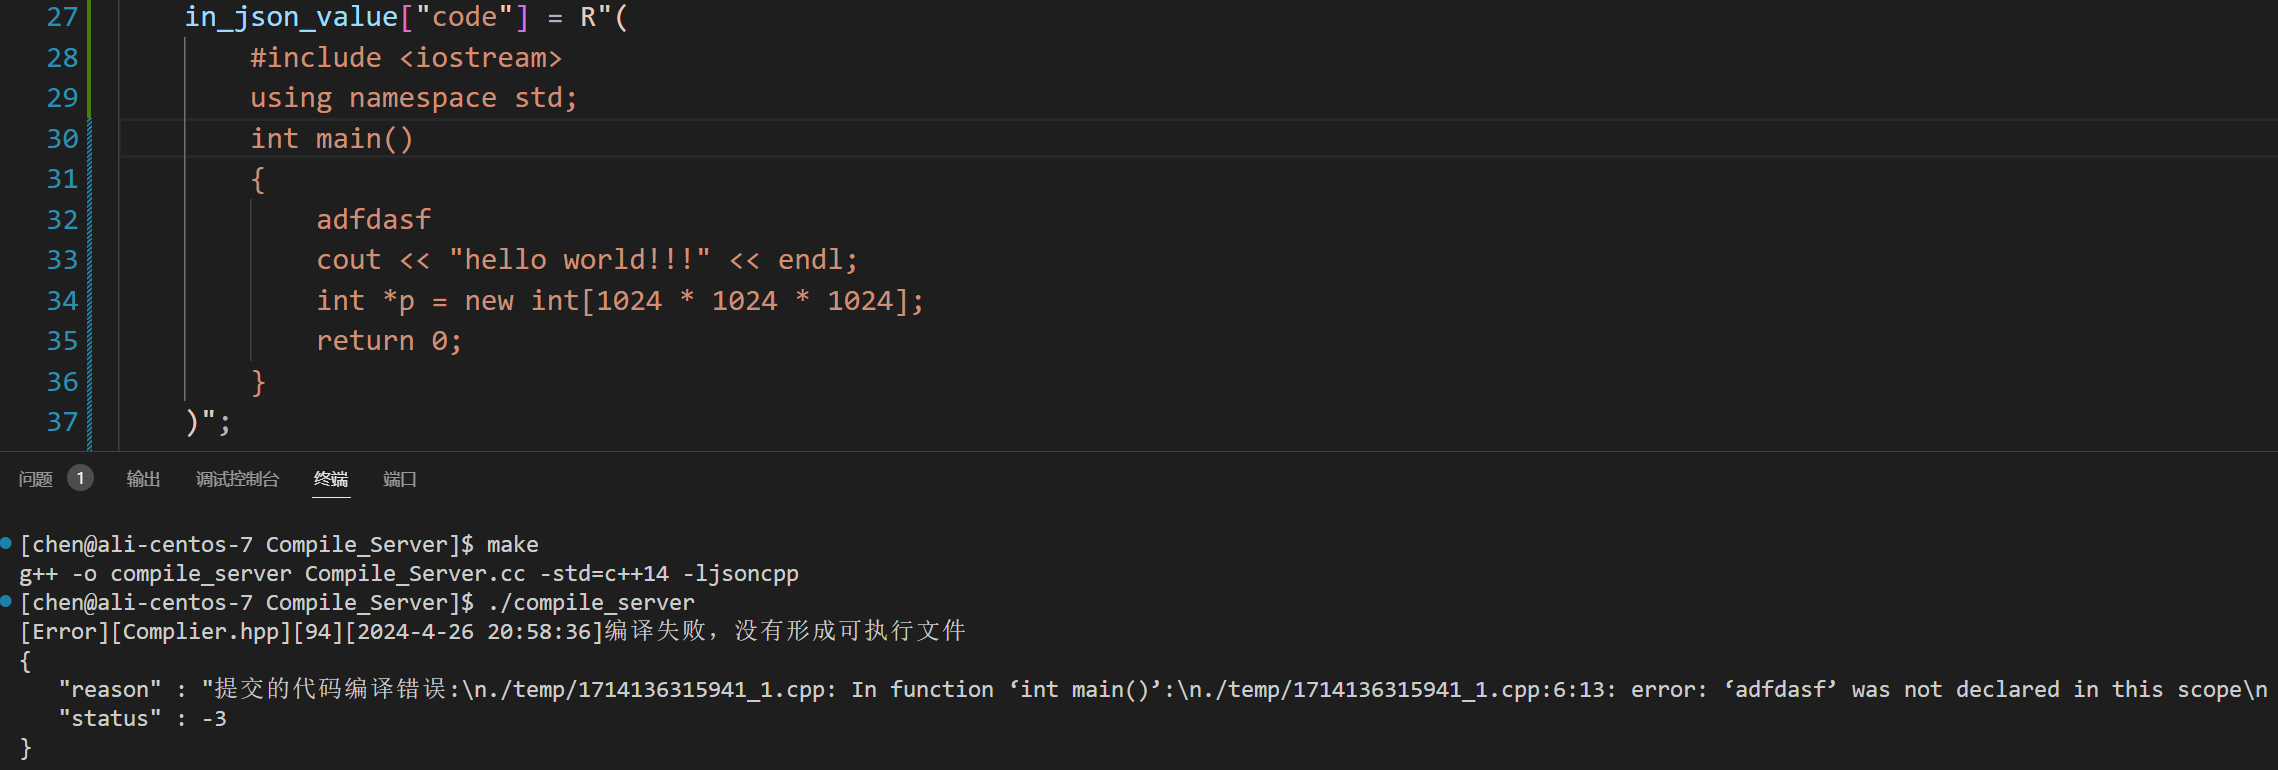 27 in_json_value["code"] = R"(
28 #include <iostream>
29 using namespace std;
30 int main()
31 {
32 adfdasf
33 cout << "hello world!!!" << endl;
34 int *p = new int[1024 * 1024 * 1024];
35 return 0;
36 }
37 )";
问题 1 输出 调试控制台 终端 端口
[chen@ali-centos-7 Compile_Server]$ make
g++ -o compile_server Compile_Server.cc -std=c++14 -ljsoncpp
[chen@ali-centos-7 Compile_Server]$ ./compile_server
[Error][Complier.hpp][94][2024-4-26 20:58:36]编译失败，没有形成可执行文件
{
"reason" : "提交的代码编译错误:\n./temp/1714136315941_1.cpp: In function ‘int main()’:\n./temp/1714136315941_1.cpp:6:13: error: ‘adfdasf’ was not declared in this scope\n
"status" : -3
}